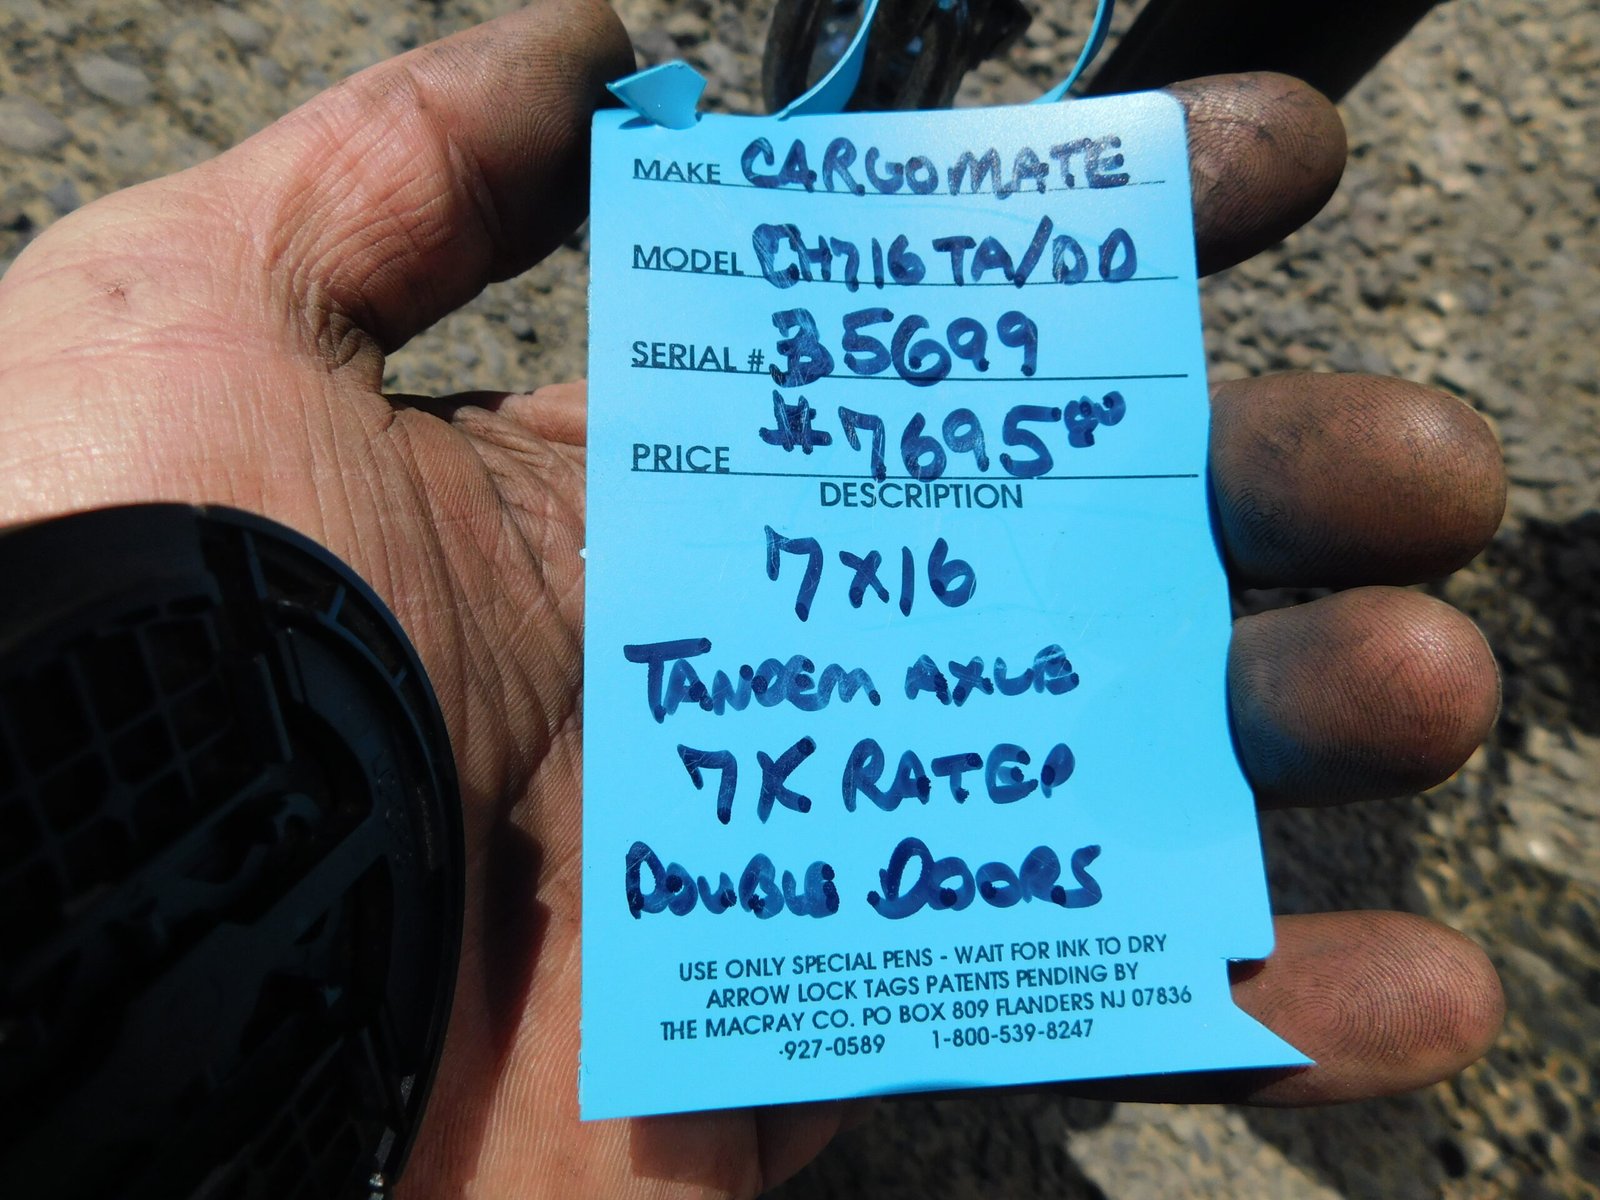 MAKE CARGOMATE
MODEL CH716 TA/DD
SERIAL # 35699
PRICE #7695.00
DESCRIPTION
7X16
TANDEM AXLE
7K RATED
DOUBLE DOORS
USE ONLY SPECIAL PENS - WAIT FOR INK TO DRY
ARROW LOCK TAGS PATENTS PENDING BY
THE MACRAY CO. PO BOX 809 FLANDERS NJ 07836
-927-0589 1-800-539-8247